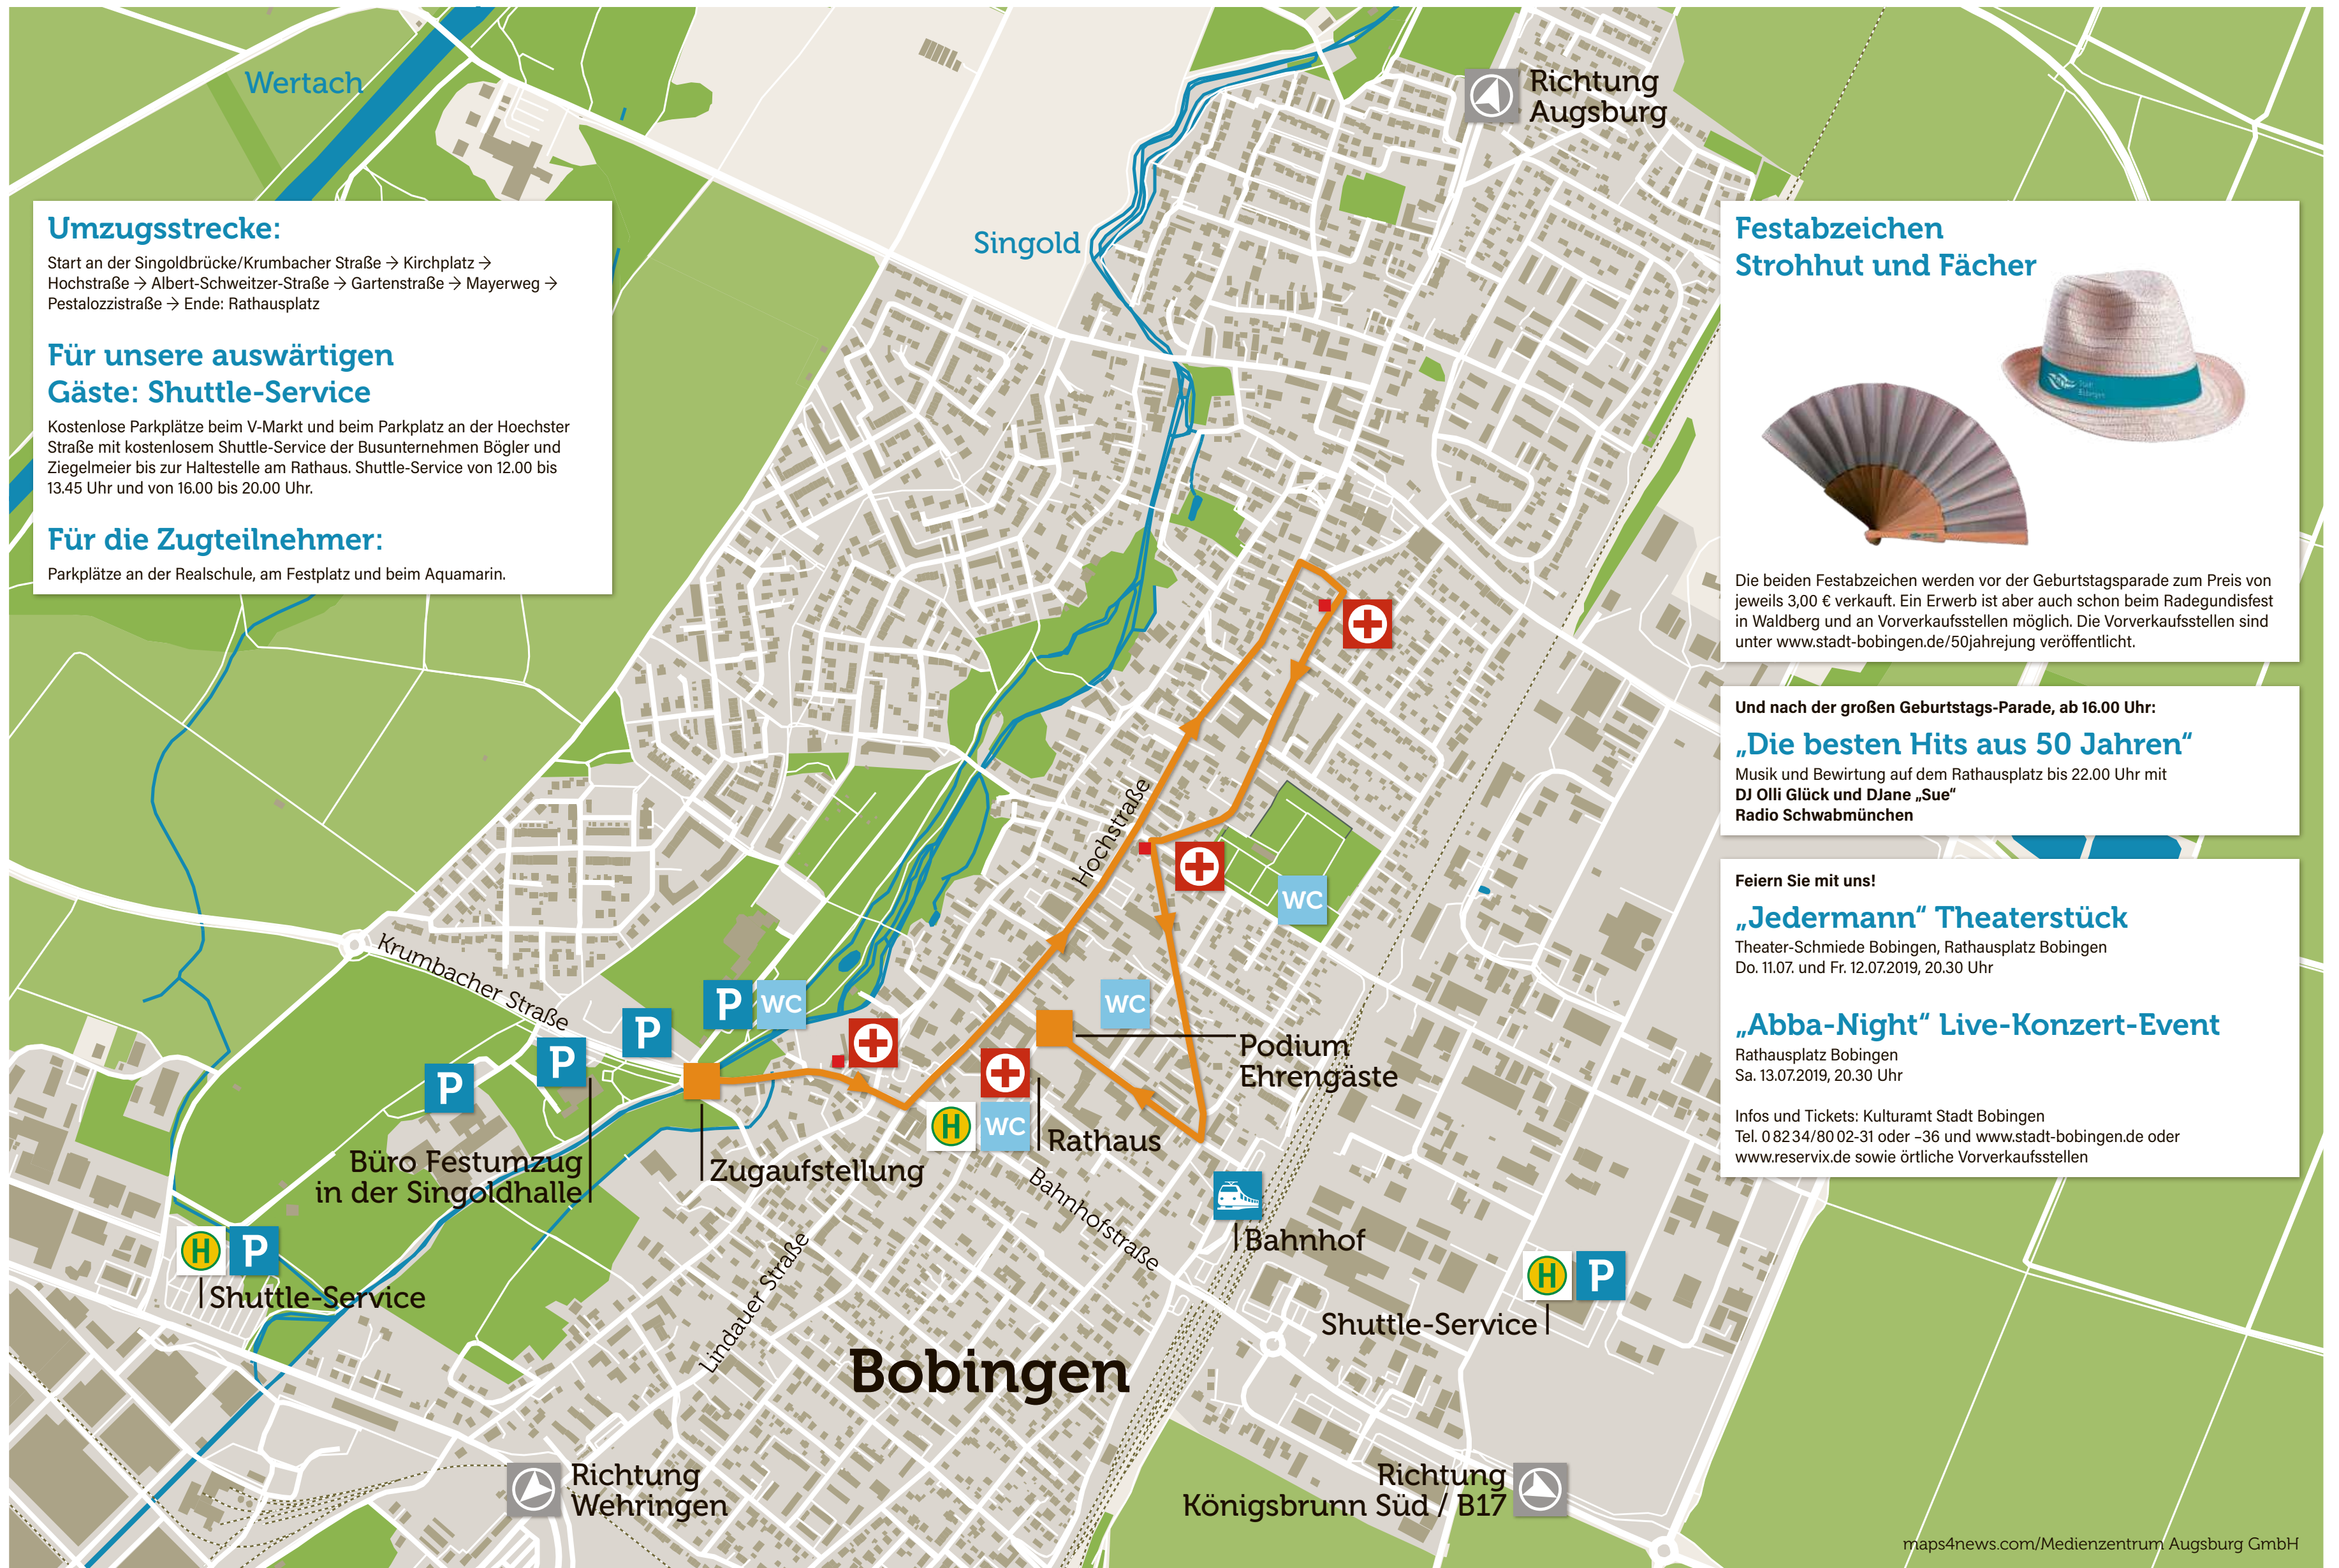 Wertach
Singold
Richtung
Augsburg
Umzugsstrecke:
Start an der Singoldbrücke/Krumbacher Straße → Kirchplatz →
Hochstraße → Albert-Schweitzer-Straße → Gartenstraße → Mayerweg →
Pestalozzistraße → Ende: Rathausplatz
Für unsere auswärtigen
Gäste: Shuttle-Service
Kostenlose Parkplätze beim V-Markt und beim Parkplatz an der Hoechster
Straße mit kostenlosem Shuttle-Service der Busunternehmen Bögler und
Ziegelmeier bis zur Haltestelle am Rathaus. Shuttle-Service von 12.00 bis
13.45 Uhr und von 16.00 bis 20.00 Uhr.
Für die Zugteilnehmer:
Parkplätze an der Realschule, am Festplatz und beim Aquamarin.
Festabzeichen
Strohhut und Fächer
Stadt
Bobingen
Die beiden Festabzeichen werden vor der Geburtstagsparade zum Preis von
jeweils 3,00 € verkauft. Ein Erwerb ist aber auch schon beim Radegundisfest
in Waldberg und an Vorverkaufsstellen möglich. Die Vorverkaufsstellen sind
unter www.stadt-bobingen.de/50jahrejung veröffentlicht.
Und nach der großen Geburtstags-Parade, ab 16.00 Uhr:
„Die besten Hits aus 50 Jahren“
Musik und Bewirtung auf dem Rathausplatz bis 22.00 Uhr mit
DJ Olli Glück und DJane „Sue“
Radio Schwabmünchen
Feiern Sie mit uns!
„Jedermann“ Theaterstück
Theater-Schmiede Bobingen, Rathausplatz Bobingen
Do. 11.07. und Fr. 12.07.2019, 20.30 Uhr
„Abba-Night“ Live-Konzert-Event
Rathausplatz Bobingen
Sa. 13.07.2019, 20.30 Uhr
Infos und Tickets: Kulturamt Stadt Bobingen
Tel. 0 82 34/80 02-31 oder –36 und www.stadt-bobingen.de oder
www.reservix.de sowie örtliche Vorverkaufsstellen
Hochstraße
WC
Krumbacher Straße
P
WC
WC
P
P
P
Podium
Ehrengäste
H
WC
Rathaus
Büro Festumzug
in der Singoldhalle
Zugaufstellung
Bahnhofstraße
Bahnhof
H
P
Shuttle-Service
Lindauer Straße
H
P
Shuttle-Service
Bobingen
Richtung
Wehringen
Richtung
Königsbrunn Süd / B17
maps4news.com/Medienzentrum Augsburg GmbH